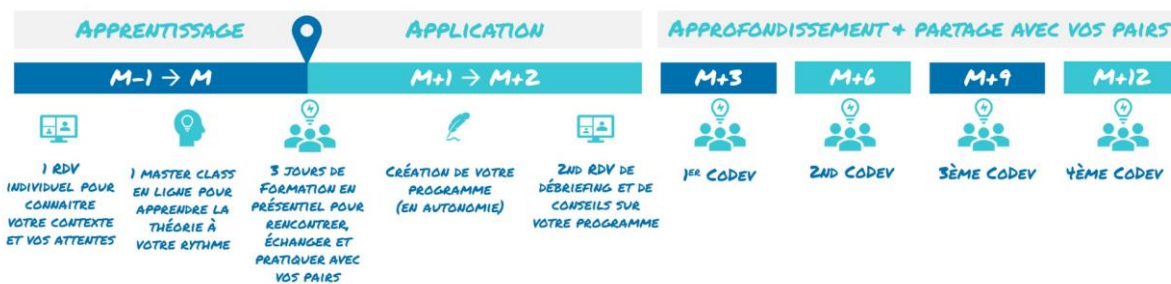 APPRENTISSAGE
APPLICATION
APPROFONDISSEMENT + PARTAGE AVEC VOS PAIRS
M-1 → M
M+1 → M+2
M+3
M+6
M+9
M+12
1 RDV
INDIVIDUEL POUR
CONNAITRE
VOTRE CONTEXTE
ET VOS ATTENTES
1 MASTER CLASS
EN LIGNE POUR
APPRENDRE LA
THÉORIE À
VOTRE RYTHME
3 JOURS DE
FORMATION EN
PRÉSENTIEL POUR
RENCONTRER,
ÉCHANGER ET
PRATIQUER AVEC
VOS PAIRS
CRÉATION DE VOTRE
PROGRAMME
(EN AUTONOMIE)
2ND RDV DE
DÉBRIEFING ET DE
CONSEILS SUR
VOTRE PROGRAMME
1ER CODEV
2ND CODEV
3ÈME CODEV
4ÈME CODEV